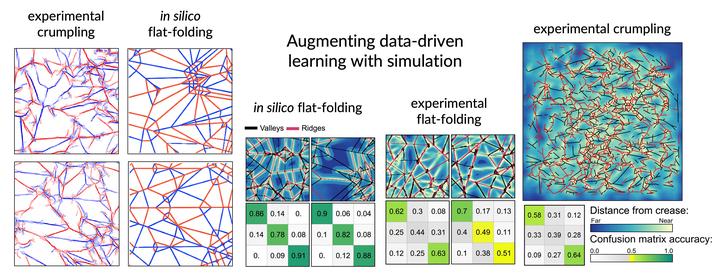 experimental
crumpling
in silico
flat-folding
Augmenting data-driven
learning with simulation
in silico flat-folding
Valleys Ridges
0.86 0.14 0.
0.14 0.78 0.08
0. 0.09 0.91
0.9 0.06 0.04
0.1 0.82 0.08
0. 0.12 0.88
experimental
flat-folding
0.62 0.3 0.08
0.25 0.44 0.31
0.12 0.25 0.63
0.7 0.17 0.13
0.4 0.49 0.11
0.1 0.38 0.51
experimental crumpling
0.58 0.31 0.12
0.33 0.39 0.28
0.09 0.27 0.64
Distance from crease:
Far Near
Confusion matrix accuracy:
0.0 0.5 1.0